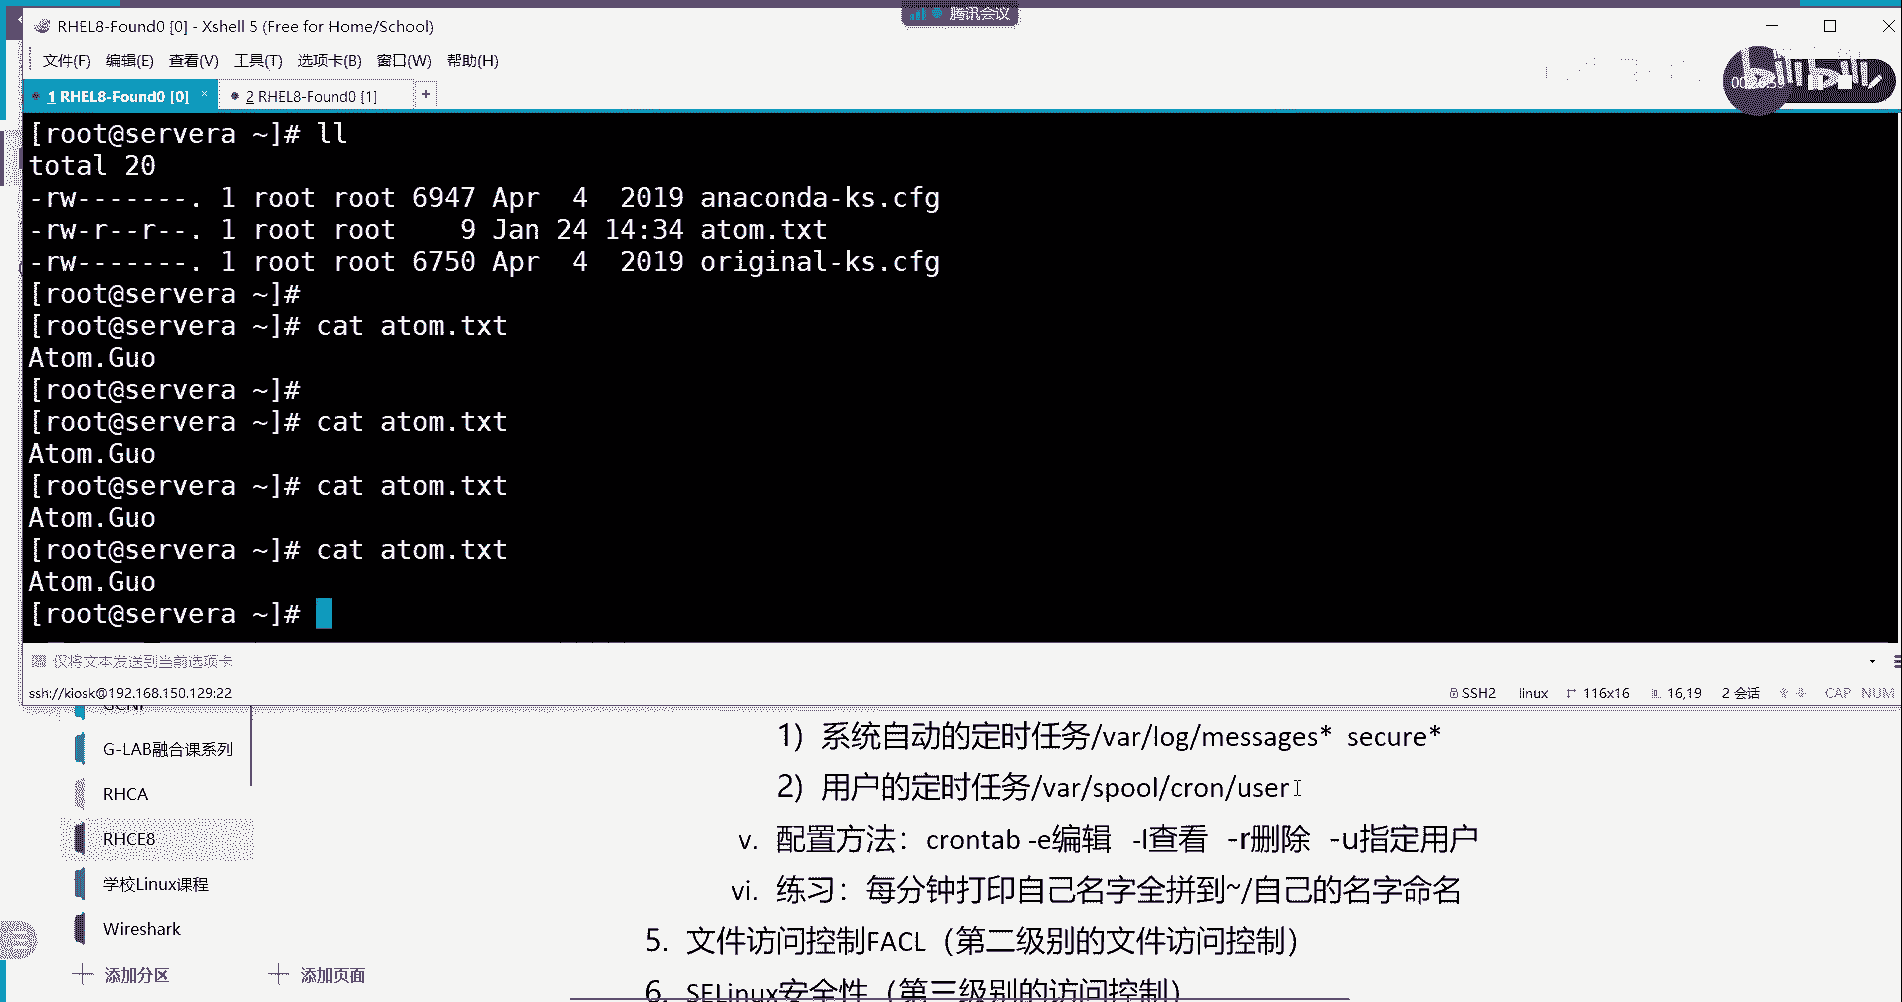 腾讯会议
RHEL8-Found0 [0] - Xshell 5 (Free for Home/School)
文件(F) 编辑(E) 查看(V) 工具(T) 选项卡(B) 窗口(W) 帮助(H)
bilibili
1 RHEL8-Found0 [0] × 2 RHEL8-Found0 [1] +
[root@servera ~]# ll
total 20
-rw-------. 1 root root 6947 Apr  4  2019 anaconda-ks.cfg
-rw-r--r--. 1 root root    9 Jan 24 14:34 atom.txt
-rw-------. 1 root root 6750 Apr  4  2019 original-ks.cfg
[root@servera ~]#
[root@servera ~]# cat atom.txt
Atom.Guo
[root@servera ~]#
[root@servera ~]# cat atom.txt
Atom.Guo
[root@servera ~]# cat atom.txt
Atom.Guo
[root@servera ~]# cat atom.txt
Atom.Guo
[root@servera ~]#
仅将文本发送到当前选项卡
ssh://kiosk@192.168.150.129:22 SSH2 linux 116x16 16,19 2 会话 CAP NUM
1) 系统自动的定时任务/var/log/messages* secure*
G-LAB融合课系列
2) 用户的定时任务/var/spool/cron/user
RHCA
v. 配置方法：crontab -e编辑 -l查看 -r删除 -u指定用户
RHCE8
vi. 练习：每分钟打印自己名字全拼到~/自己的名字命名
学校Linux课程
Wireshark
5. 文件访问控制FACL（第二级别的文件访问控制）
添加分区 添加页面
6. SELinux安全性（第三级别的访问控制）